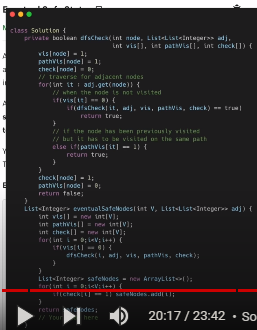 class Solution {
private boolean dfsCheck(int node, List<List<Integer>> adj,
int vis[], int pathVis[], int check[]) {
vis[node] = 1;
pathVis[node] = 1;
check[node] = 0;
// traverse for adjacent nodes
for(int it : adj.get(node)) {
// when the node is not visited
if(vis[it] == 0) {
if(dfsCheck(it, adj, vis, pathVis, check) == true)
return true;
}
// if the node has been previously visited
// but it has to be visited on the same path
else if(pathVis[it] == 1) {
return true;
}
}
check[node] = 1;
pathVis[node] = 0;
return false;
}
List<Integer> eventualSafeNodes(int V, List<List<Integer>> adj) {
int vis[] = new int[V];
int pathVis[] = new int[V];
int check[] = new int[V];
for(int i = 0;i<V;i++) {
if(vis[i] == 0) {
dfsCheck(i, adj, vis, pathVis, check);
}
}
List<Integer> safeNodes = new ArrayList<>();
for(int i = 0;i<V;i++) {
if(check[i] == 1) safeNodes.add(i);
}
return safeNodes;
// Your code here
}
20:17 / 23:42 • So